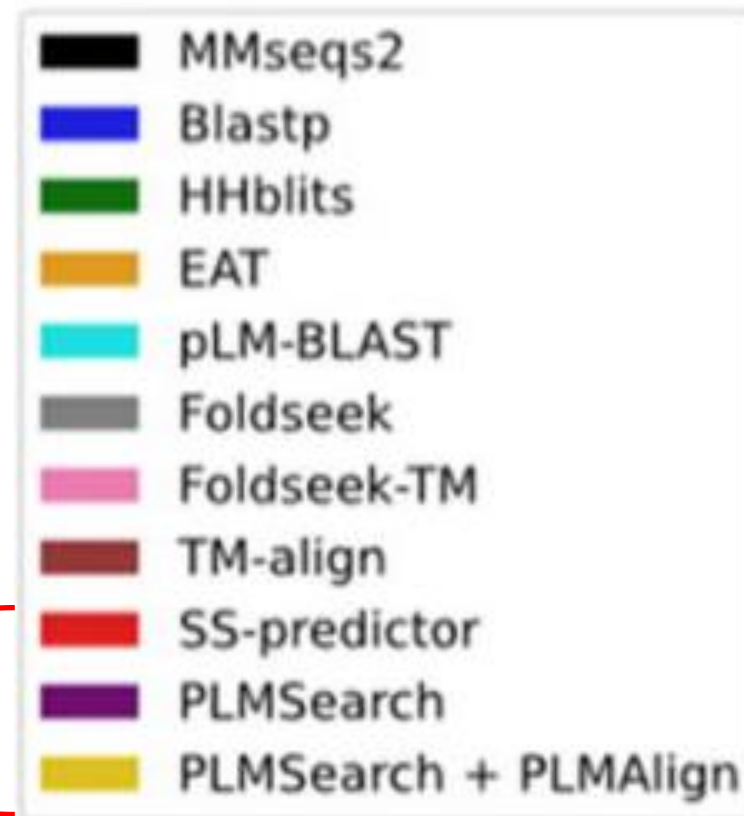 MMseqs2
Blastp
HHblits
EAT
pLM-BLAST
Foldseek
Foldseek-TM
TM-align
SS-predictor
PLMSearch
PLMSearch + PLMAlign